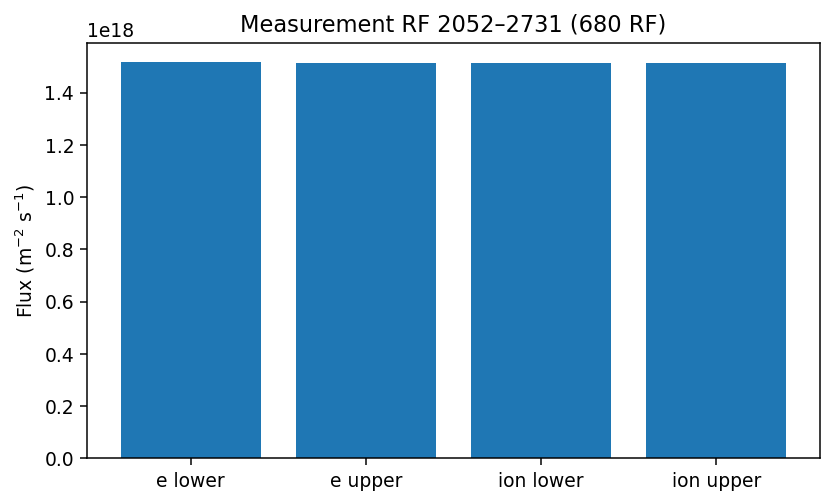 Measurement RF 2052–2731 (680 RF)
1e18
1.4
1.2
1.0
0.8
0.6
0.4
0.2
0.0
Flux (m⁻² s⁻¹)
e lower
e upper
ion lower
ion upper